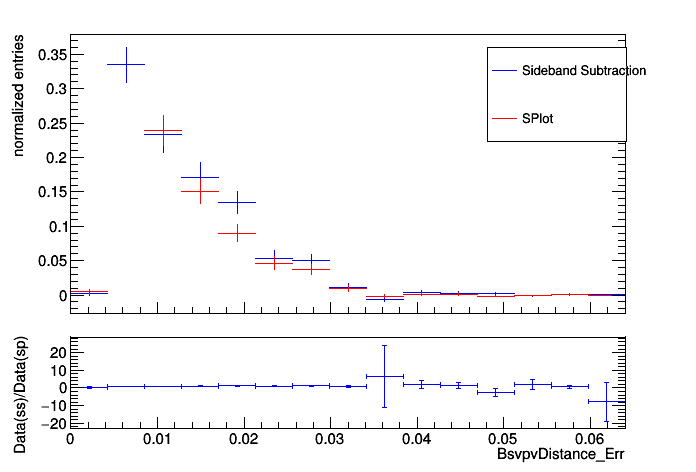 normalized entries
0.35
0.3
0.25
0.2
0.15
0.1
0.05
0
Sideband Subtraction
SPlot
Data(ss)/Data(sp)
20
10
0
−10
−20
0 0.01 0.02 0.03 0.04 0.05 0.06
BsvpvDistance_Err